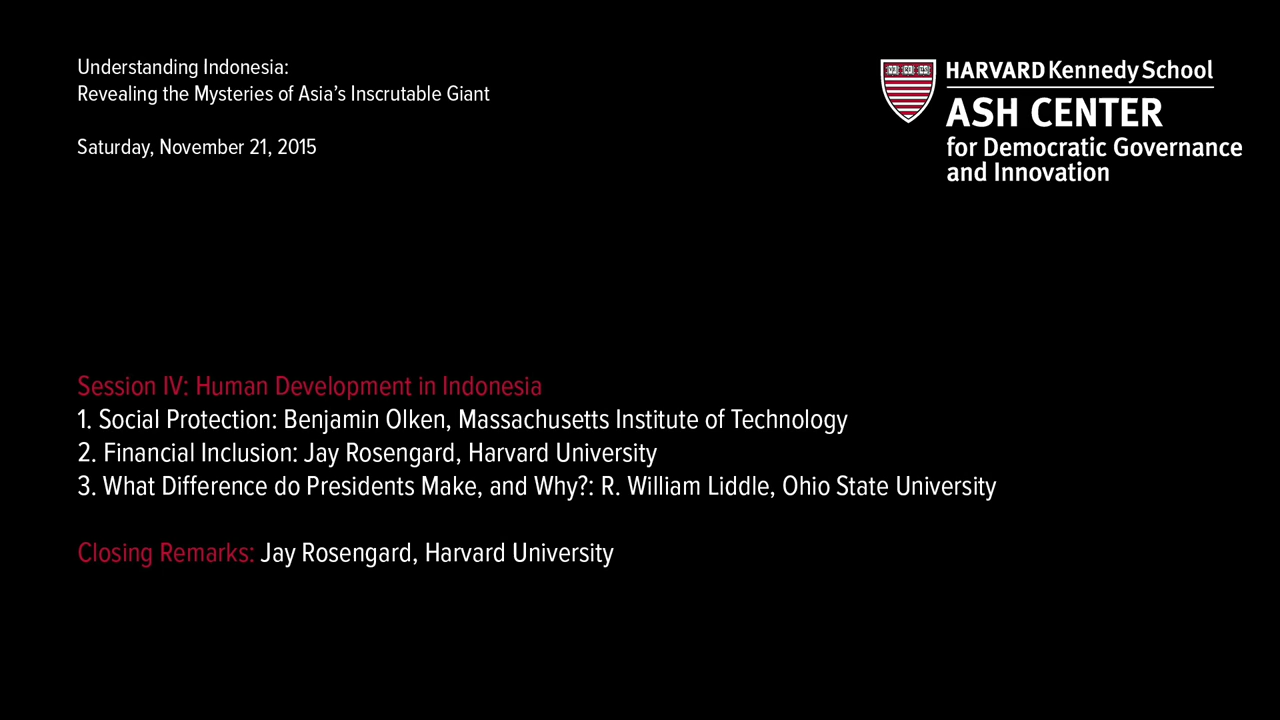 Understanding Indonesia:
Revealing the Mysteries of Asia's Inscrutable Giant
Saturday, November 21, 2015
HARVARD Kennedy School
ASH CENTER
for Democratic Governance
and Innovation
Session IV: Human Development in Indonesia
1. Social Protection: Benjamin Olken, Massachusetts Institute of Technology
2. Financial Inclusion: Jay Rosengard, Harvard University
3. What Difference do Presidents Make, and Why?: R. William Liddle, Ohio State University
Closing Remarks: Jay Rosengard, Harvard University